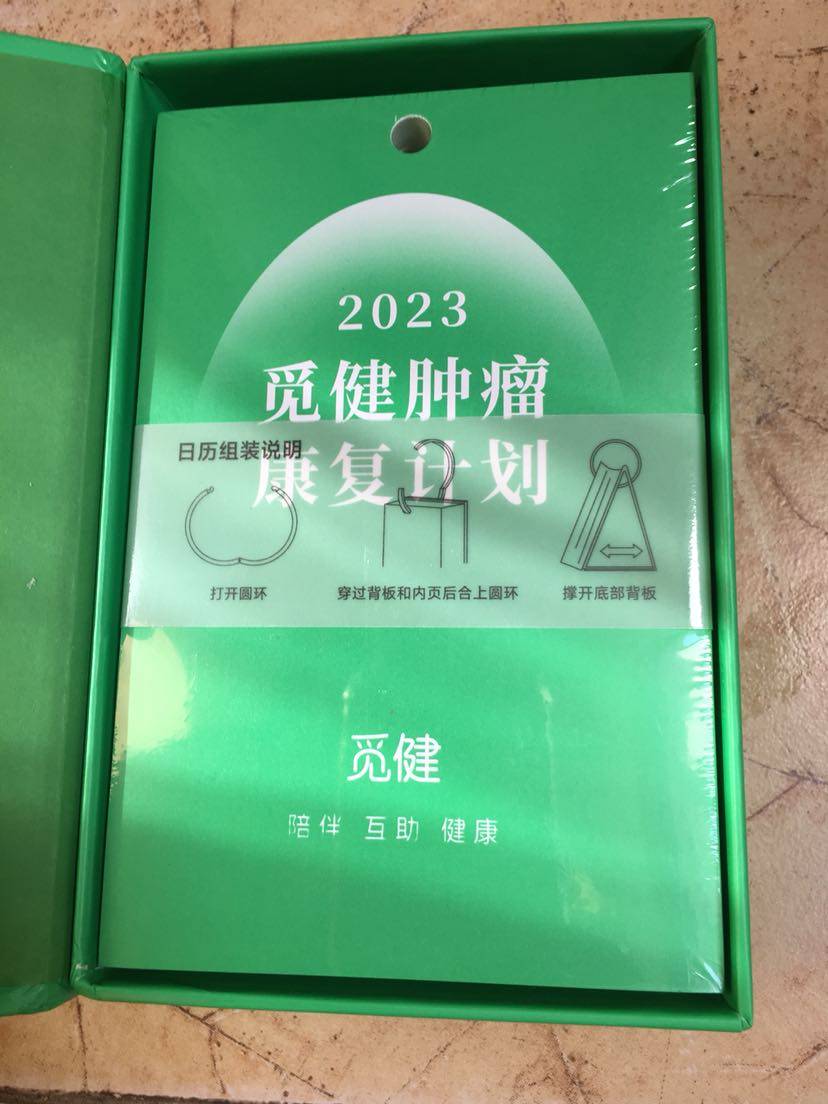 2023
觅健肿瘤
康复计划
日历组装说明
打开圆环
穿过背板和内页后合上圆环
撑开底部背板
觅健
陪伴 互助 健康